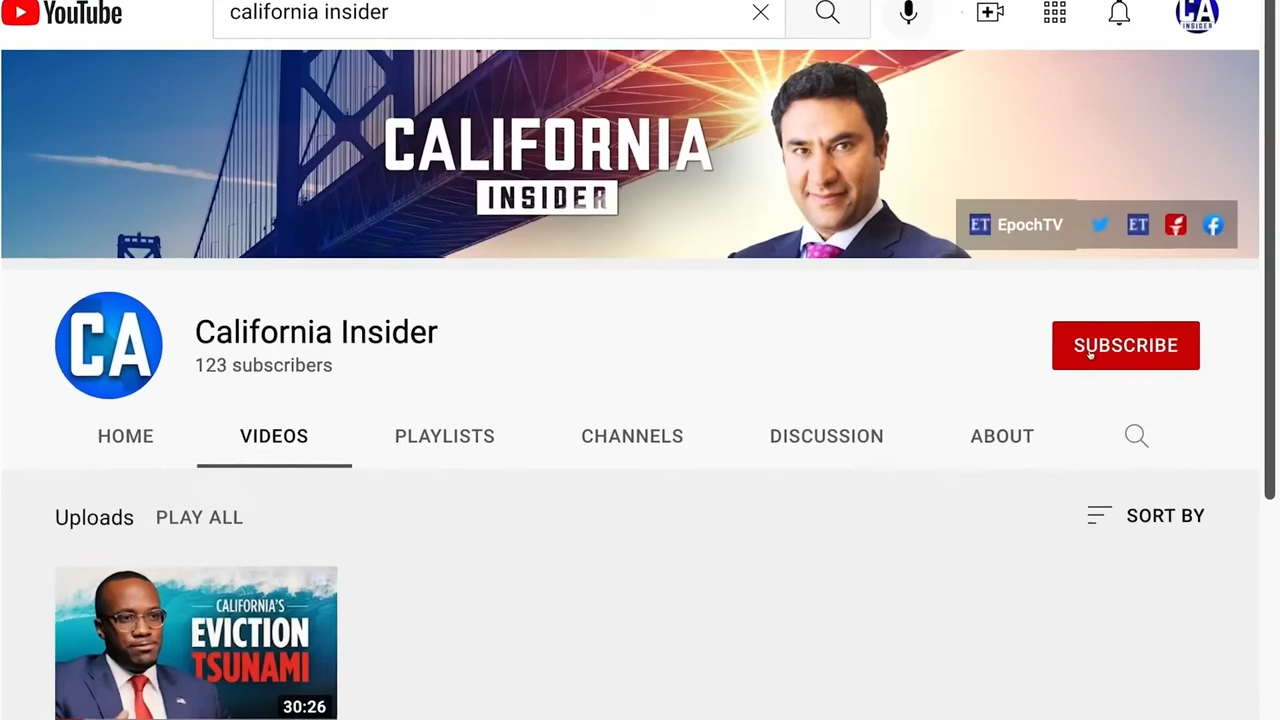 YouTube
california insider
CA
INSIDER
CALIFORNIA
INSIDER
ET EpochTV ET
CA
California Insider
123 subscribers
SUBSCRIBE
HOME VIDEOS PLAYLISTS CHANNELS DISCUSSION ABOUT
Uploads PLAY ALL
SORT BY
CALIFORNIA'S
EVICTION
TSUNAMI
30:26